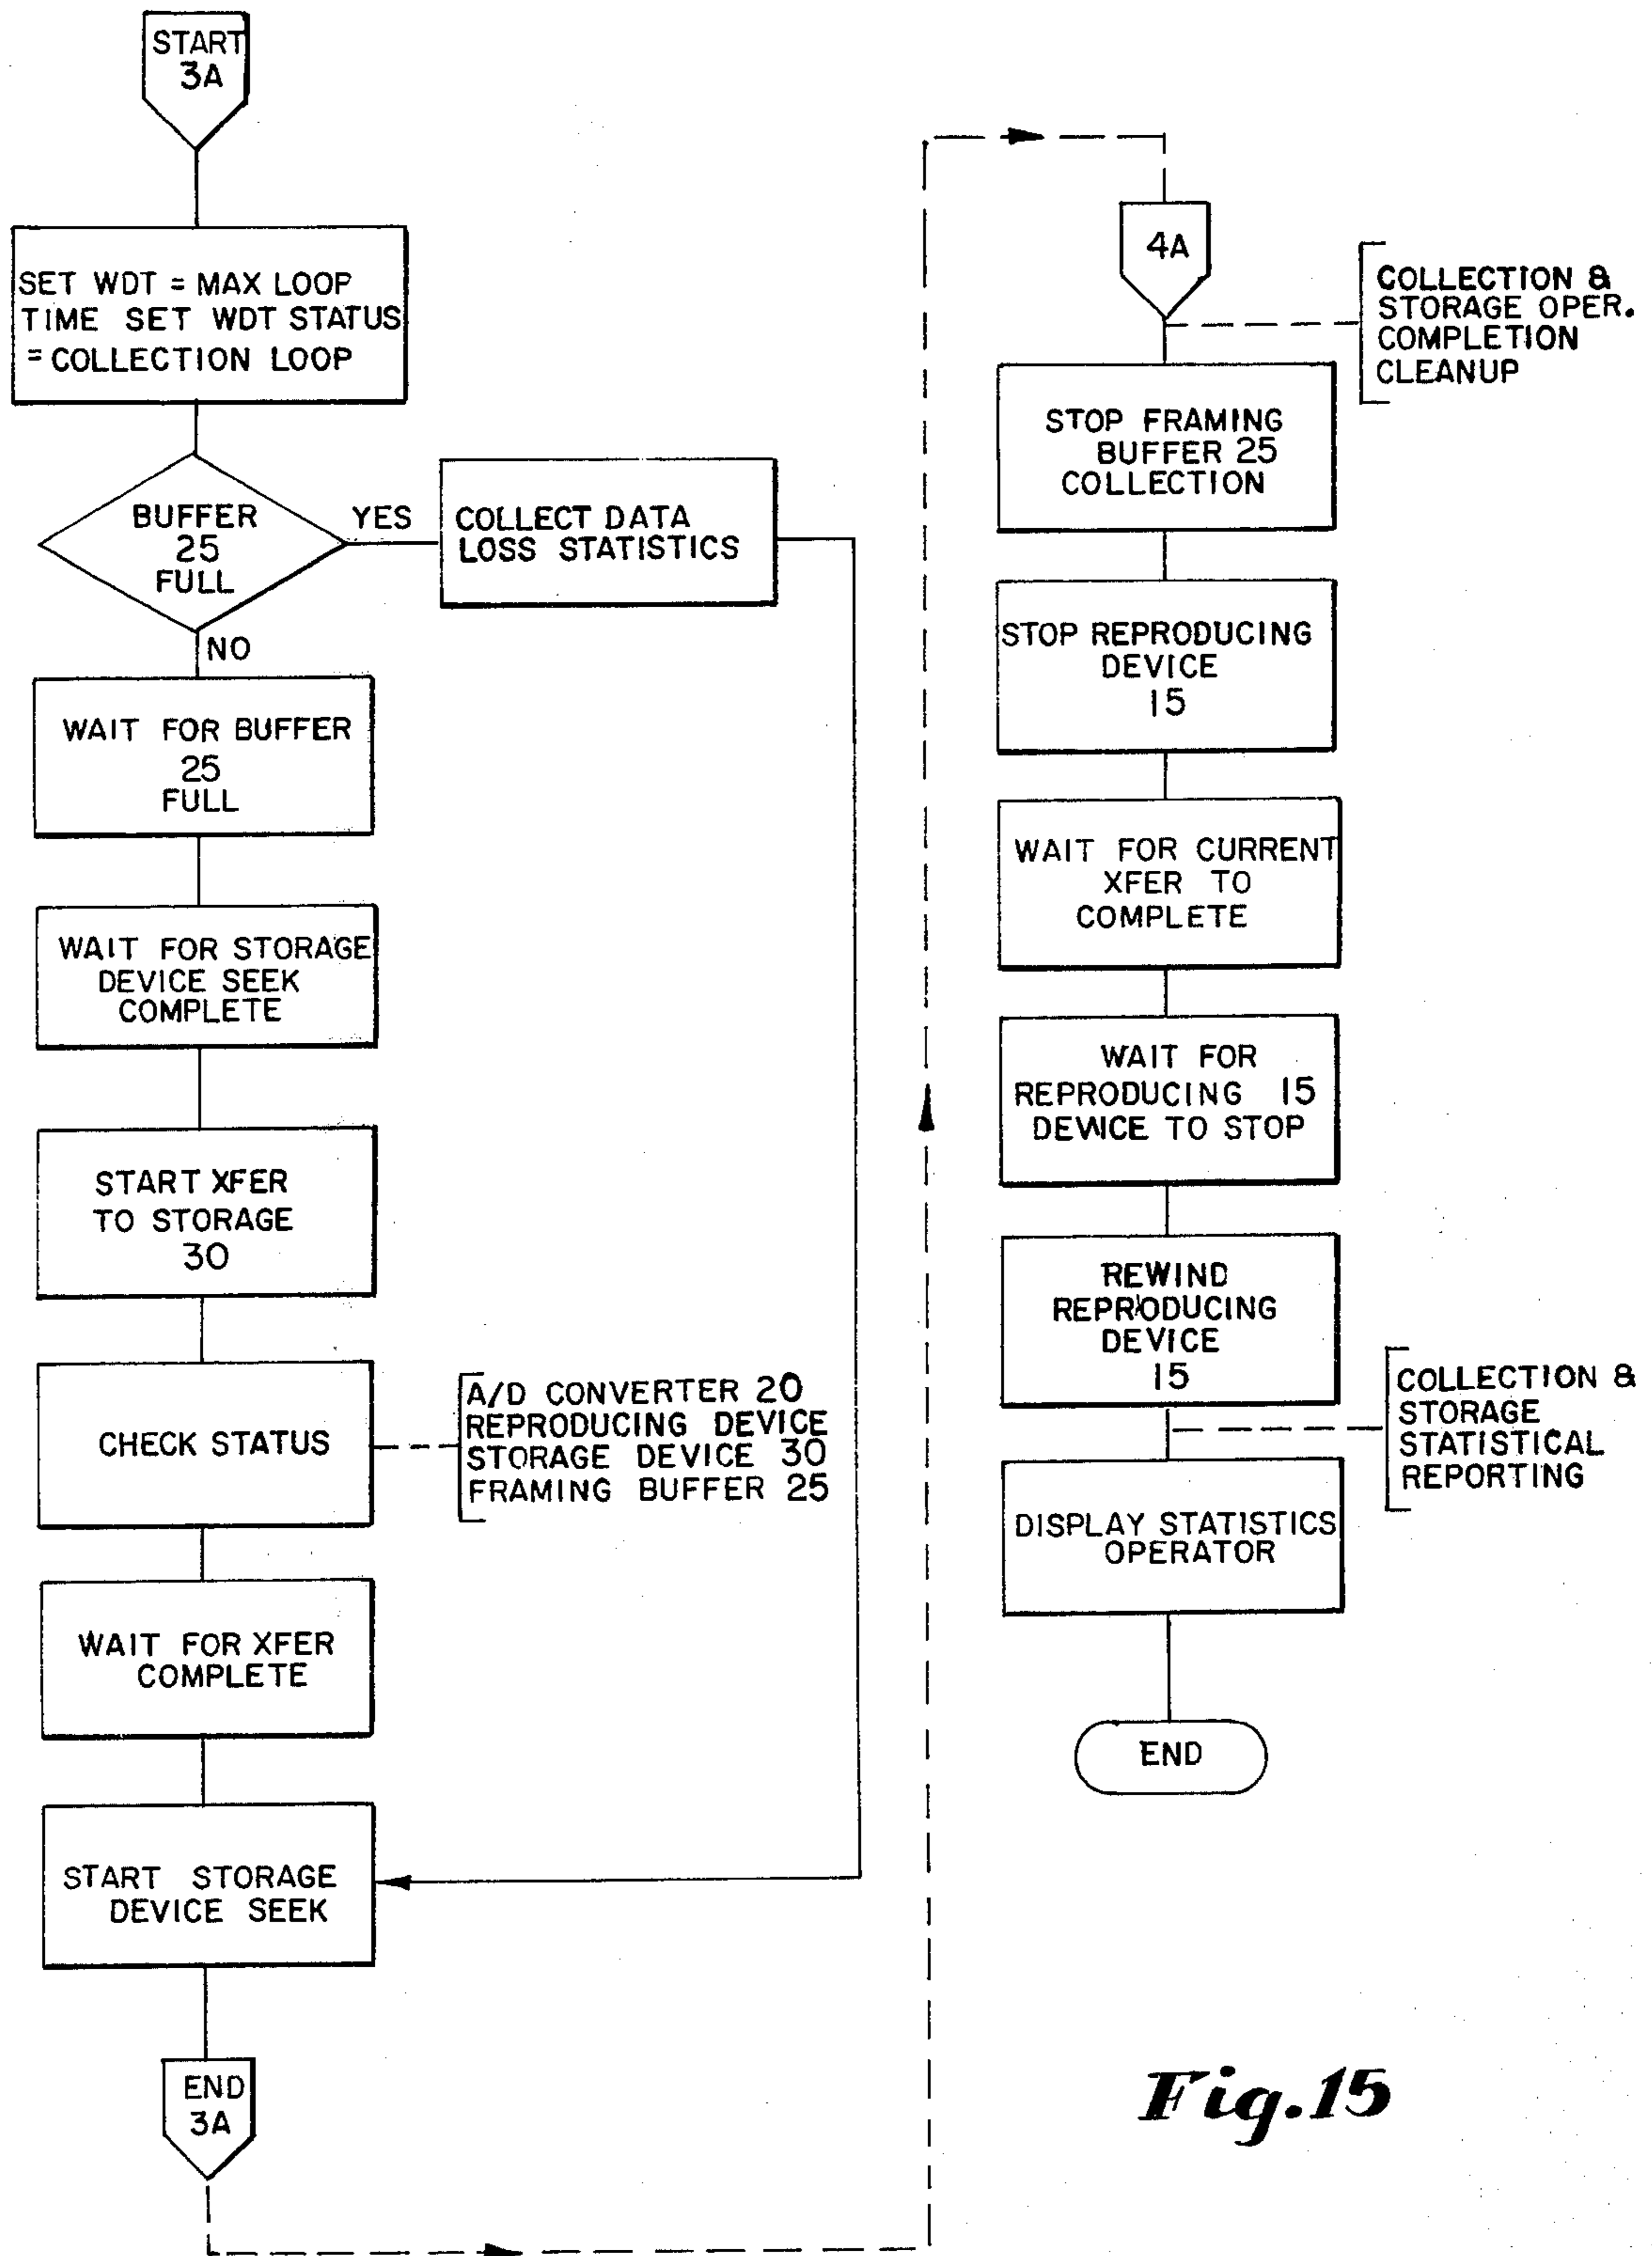 START
3A
SET WDT = MAX LOOP
TIME SET WDT STATUS
= COLLECTION LOOP
BUFFER
25
FULL
YES
COLLECT DATA
LOSS STATISTICS
NO
WAIT FOR BUFFER
25
FULL
WAIT FOR STORAGE
DEVICE SEEK
COMPLETE
START XFER
TO STORAGE
30
CHECK STATUS
A/D CONVERTER 20
REPRODUCING DEVICE
STORAGE DEVICE 30
FRAMING BUFFER 25
WAIT FOR XFER
COMPLETE
START STORAGE
DEVICE SEEK
END
3A
4A
COLLECTION &
STORAGE OPER.
COMPLETION
CLEANUP
STOP FRAMING
BUFFER 25
COLLECTION
STOP REPRODUCING
DEVICE
15
WAIT FOR CURRENT
XFER TO
COMPLETE
WAIT FOR
REPRODUCING 15
DEVICE TO STOP
REWIND
REPRODUCING
DEVICE
15
COLLECTION &
STORAGE
STATISTICAL
REPORTING
DISPLAY STATISTICS
OPERATOR
END
Fig.15